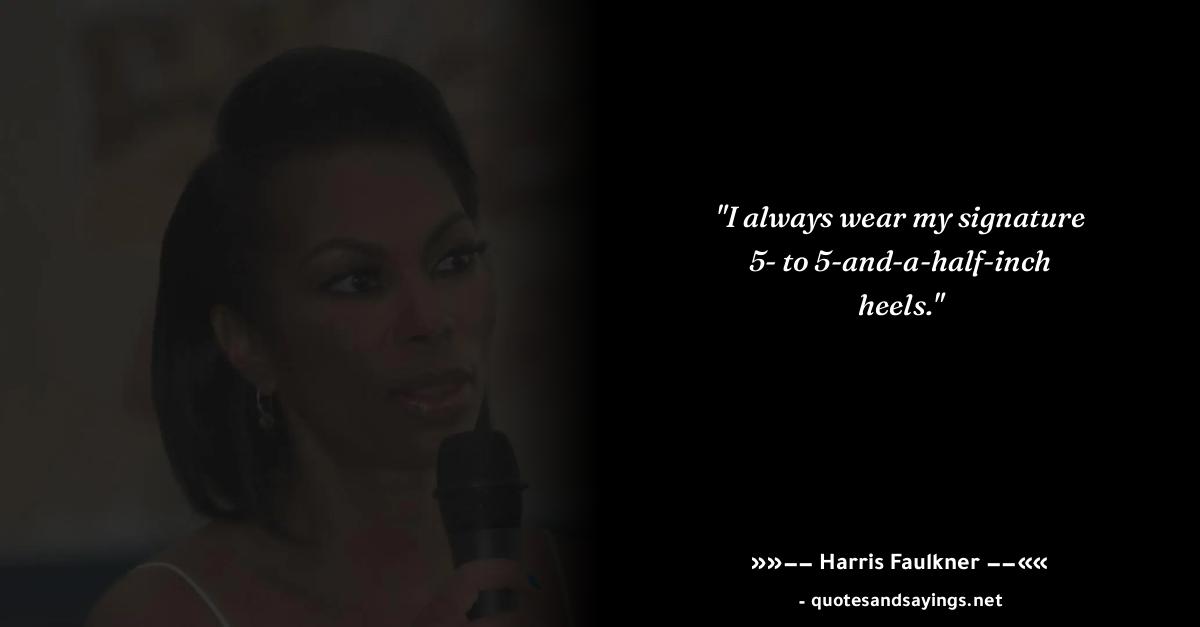 "I always wear my signature
5- to 5-and-a-half-inch
heels."
»»–– Harris Faulkner ––««
- quotesandsayings.net